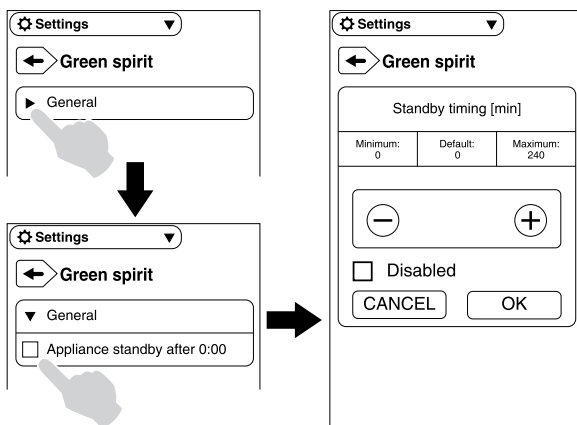 Settings
Green spirit
General
Settings
Green spirit
General
Appliance standby after 0:00
Settings
Green spirit
Standby timing [min]
Minimum: 0
Default: 0
Maximum: 240
Disabled
CANCEL
OK